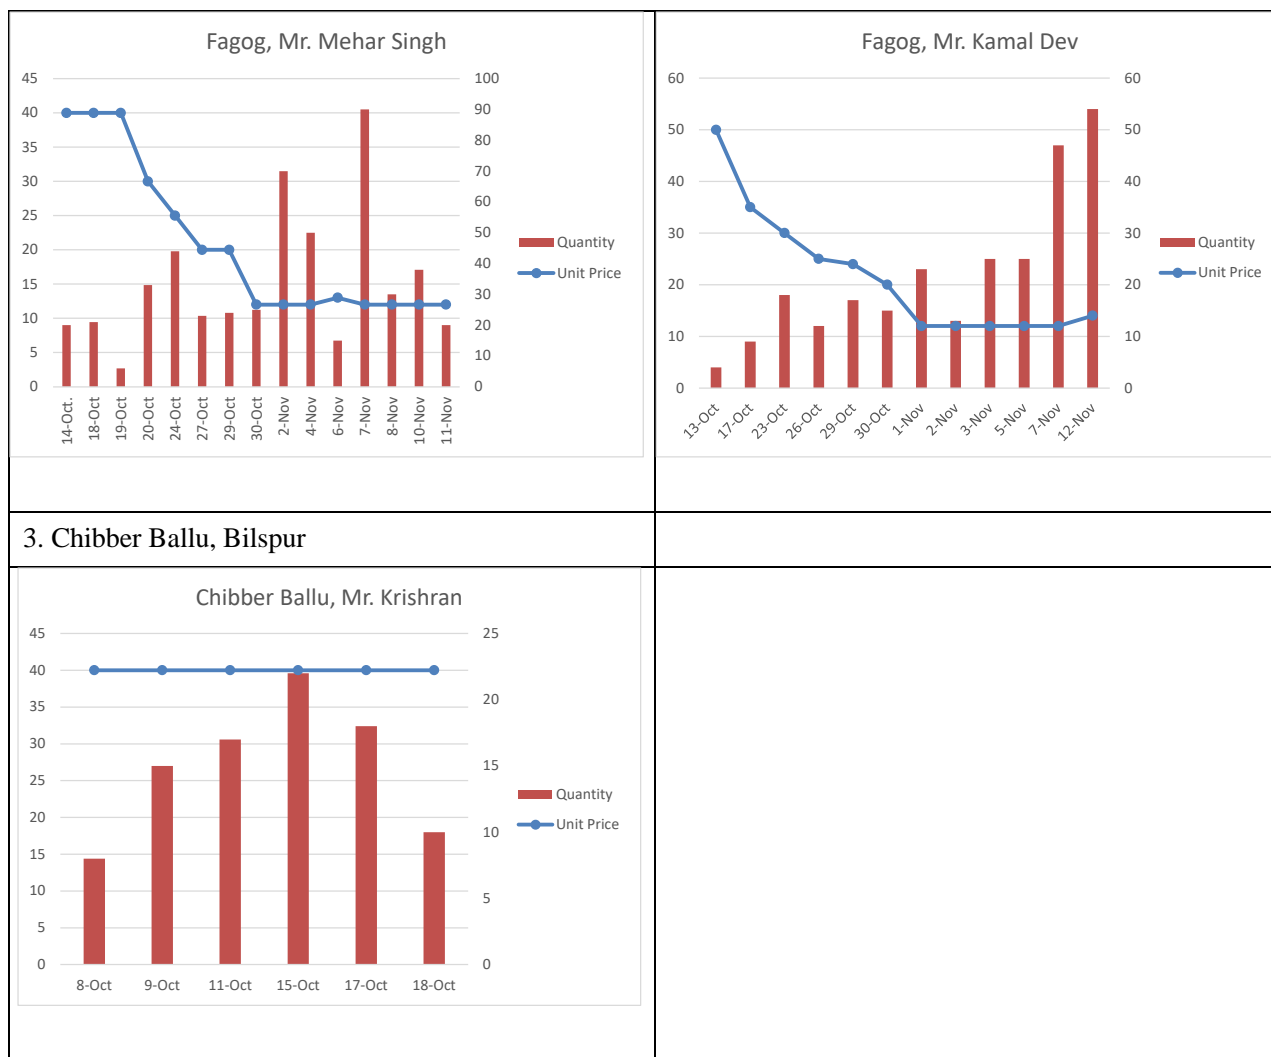 Fagog, Mr. Mehar Singh
45
40
35
30
25
20
15
10
5
0
100
90
80
70
60
50
40
30
20
10
0
14-Oct.
18-Oct
19-Oct
20-Oct
24-Oct
27-Oct
29-Oct
30-Oct
2-Nov
4-Nov
6-Nov
7-Nov
8-Nov
10-Nov
11-Nov
Quantity
Unit Price
Fagog, Mr. Kamal Dev
60
50
40
30
20
10
0
60
50
40
30
20
10
0
13-Oct
17-Oct
23-Oct
26-Oct
29-Oct
30-Oct
1-Nov
2-Nov
3-Nov
5-Nov
7-Nov
12-Nov
Quantity
Unit Price
3. Chibber Ballu, Bilspur
Chibber Ballu, Mr. Krishran
45
40
35
30
25
20
15
10
5
0
25
20
15
10
5
0
8-Oct
9-Oct
11-Oct
15-Oct
17-Oct
18-Oct
Quantity
Unit Price